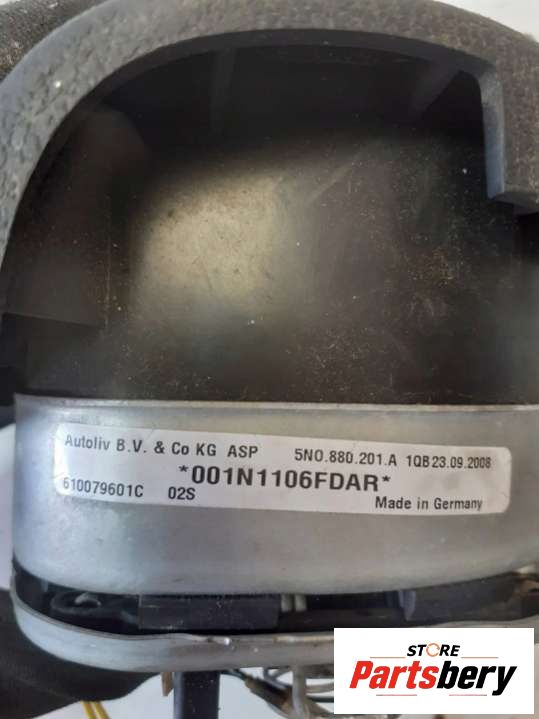 Autoliv B.V. & Co KG ASP 5N0.880.201.A 1QB 23.09.2008
*001N1106FDAR*
610079601C 02S Made in Germany
STORE
Partsbery